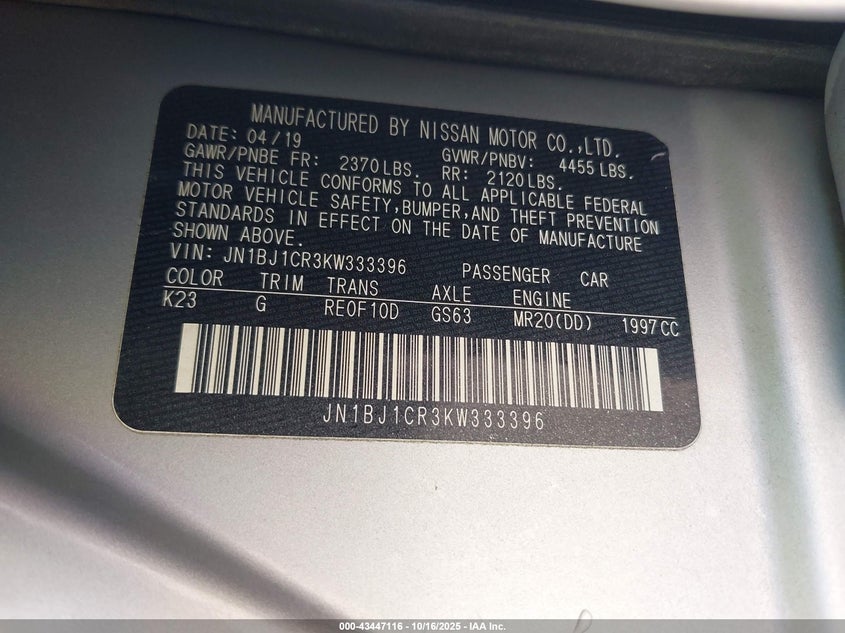 MANUFACTURED BY NISSAN MOTOR CO.,LTD.
DATE: 04/19
GAWR/PNBE FR: 2370LBS. GVWR/PNBV: 4455LBS.
RR: 2120LBS.
THIS VEHICLE CONFORMS TO ALL APPLICABLE FEDERAL
MOTOR VEHICLE SAFETY,BUMPER,AND THEFT PREVENTION
STANDARDS IN EFFECT ON THE DATE OF MANUFACTURE
SHOWN ABOVE.
VIN: JN1BJ1CR3KW333396 PASSENGER CAR
COLOR TRIM TRANS AXLE ENGINE
K23 G RE0F10D GS63 MR20(DD) 1997CC
JN1BJ1CR3KW333396
000-43447116 - 10/16/2025 - IAA Inc.